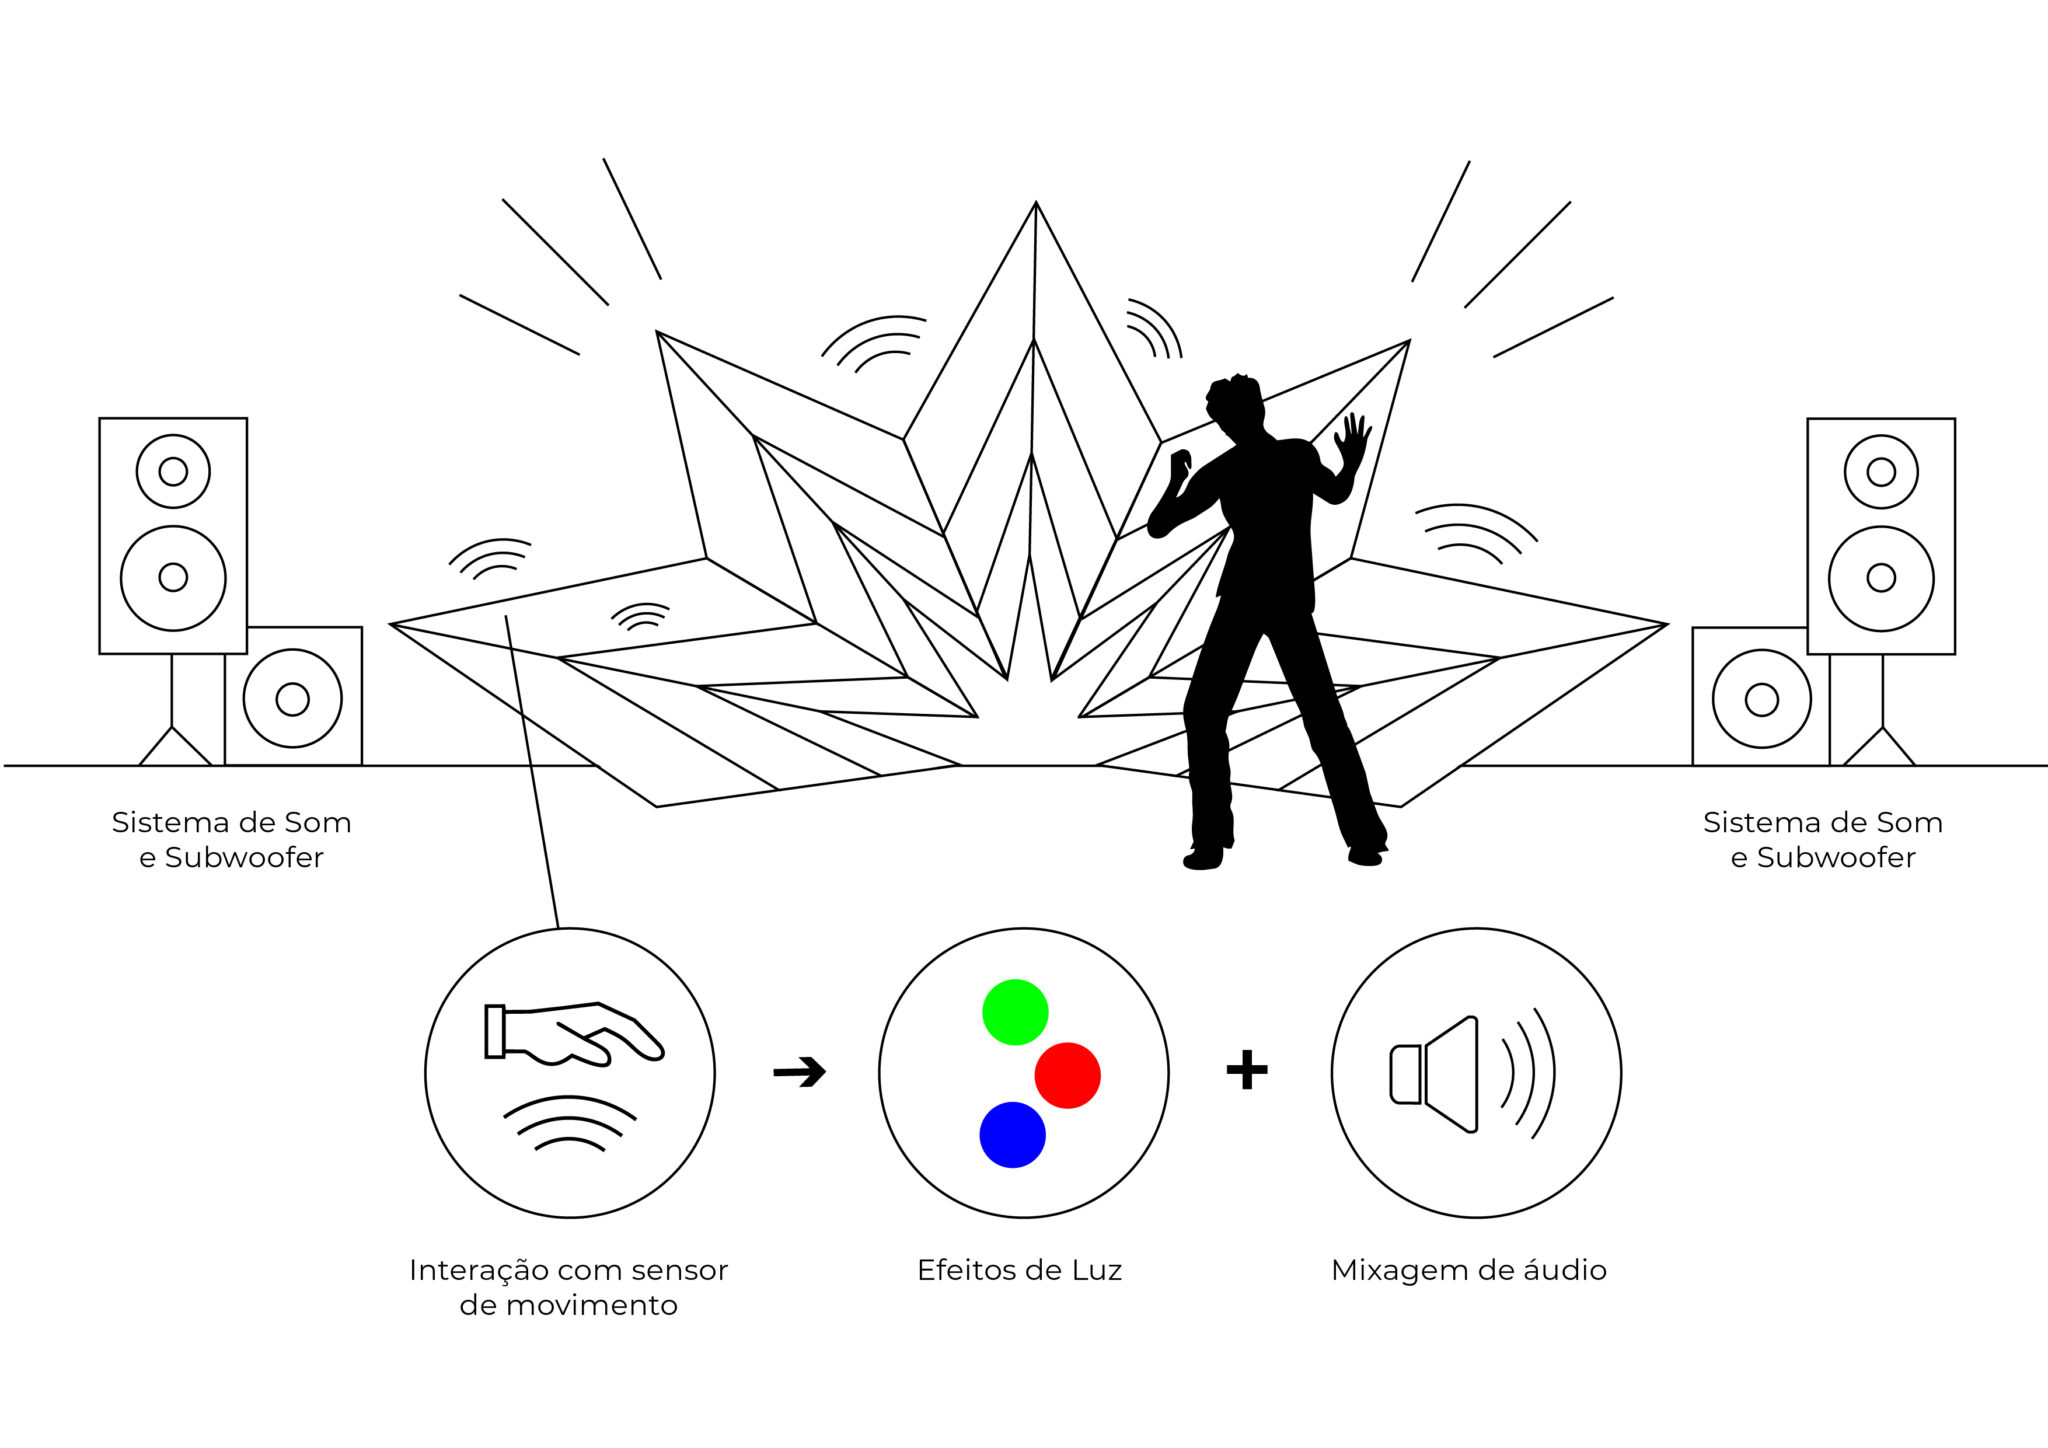 Sistema de Som
e Subwoofer
Sistema de Som
e Subwoofer
Interação com sensor
de movimento
Efeitos de Luz
Mixagem de áudio